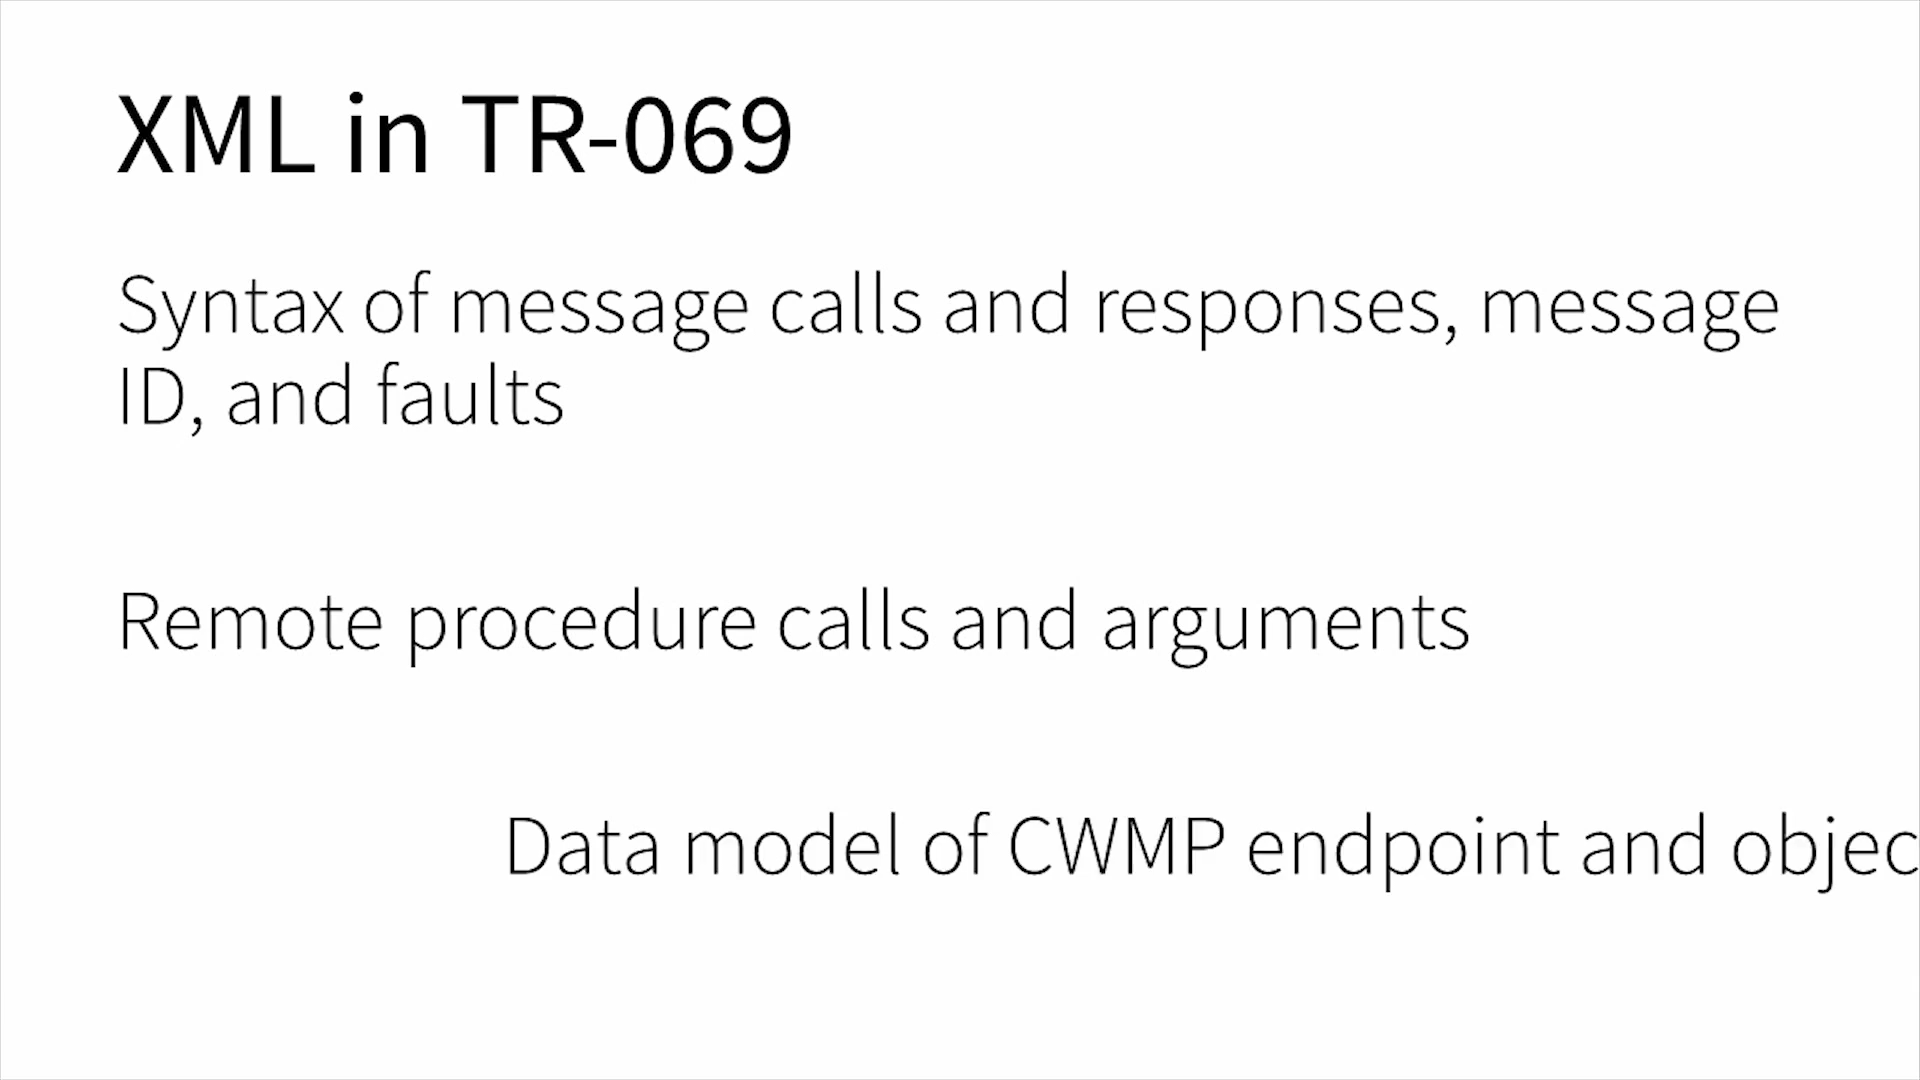 XML in TR-069
Syntax of message calls and responses, message
ID, and faults
Remote procedure calls and arguments
Data model of CWMP endpoint and objec